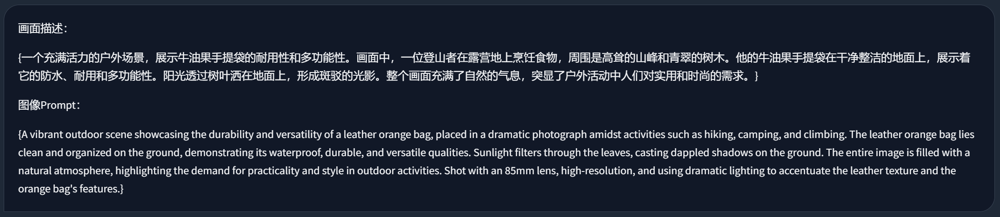 画面描述：
{一个充满活力的户外场景，展示牛油果手提袋的耐用性和多功能性。画面中，一位登山者在露营地上烹饪食物，周围是高耸的山峰和青翠的树木。他的牛油果手提袋在干净整洁的地面上，展示着
它的防水、耐用和多功能性。阳光透过树叶洒在地面上，形成斑驳的光影。整个画面充满了自然的气息，突显了户外活动中人们对实用和时尚的需求。}
图像Prompt：
{A vibrant outdoor scene showcasing the durability and versatility of a leather orange bag, placed in a dramatic photograph amidst activities such as hiking, camping, and climbing. The leather orange bag lies
clean and organized on the ground, demonstrating its waterproof, durable, and versatile qualities. Sunlight filters through the leaves, casting dappled shadows on the ground. The entire image is filled with a
natural atmosphere, highlighting the demand for practicality and style in outdoor activities. Shot with an 85mm lens, high-resolution, and using dramatic lighting to accentuate the leather texture and the
orange bag's features.}